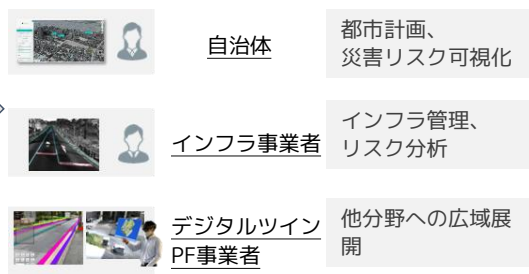 自治体
都市計画、
災害リスク可視化
インフラ事業者
インフラ管理、
リスク分析
デジタルツイン
PF事業者
他分野への広域展
開